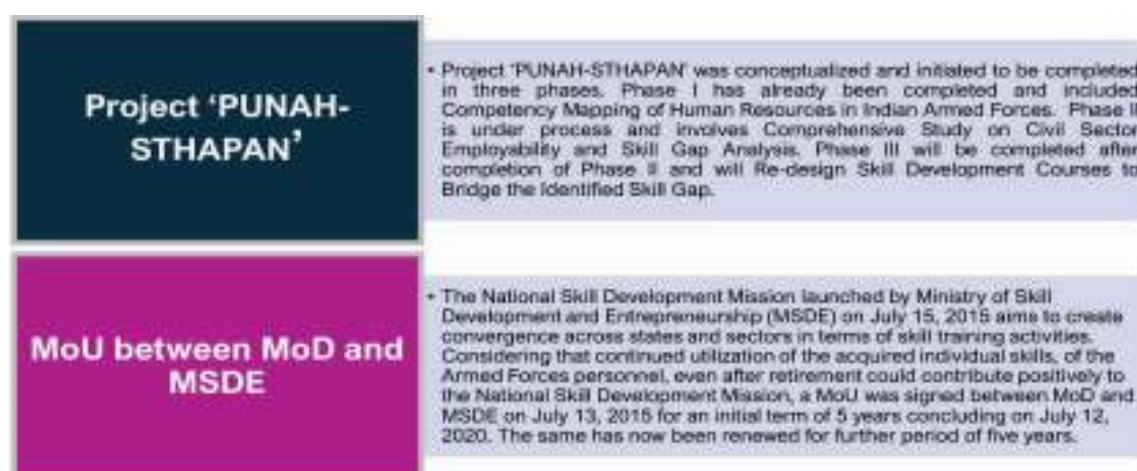 Project ‘PUNAH-
STHAPAN’
• Project ‘PUNAH-STHAPAN’ was conceptualized and initiated to be completed
in three phases. Phase I has already been completed and included
Competency Mapping of Human Resources in Indian Armed Forces. Phase II
is under process and involves Comprehensive Study on Civil Sector
Employability and Skill Gap Analysis. Phase III will be completed after
completion of Phase II and will Re-design Skill Development Courses to
Bridge the Identified Skill Gap.
MoU between MoD and
MSDE
• The National Skill Development Mission launched by Ministry of Skill
Development and Entrepreneurship (MSDE) on July 15, 2015 aims to create
convergence across states and sectors in terms of skill training activities.
Considering that continued utilization of the acquired individual skills, of the
Armed Forces personnel, even after retirement could contribute positively to
the National Skill Development Mission, a MoU was signed between MoD and
MSDE on July 13, 2015 for an initial term of 5 years concluding on July 12,
2020. The same has now been renewed for further period of five years.